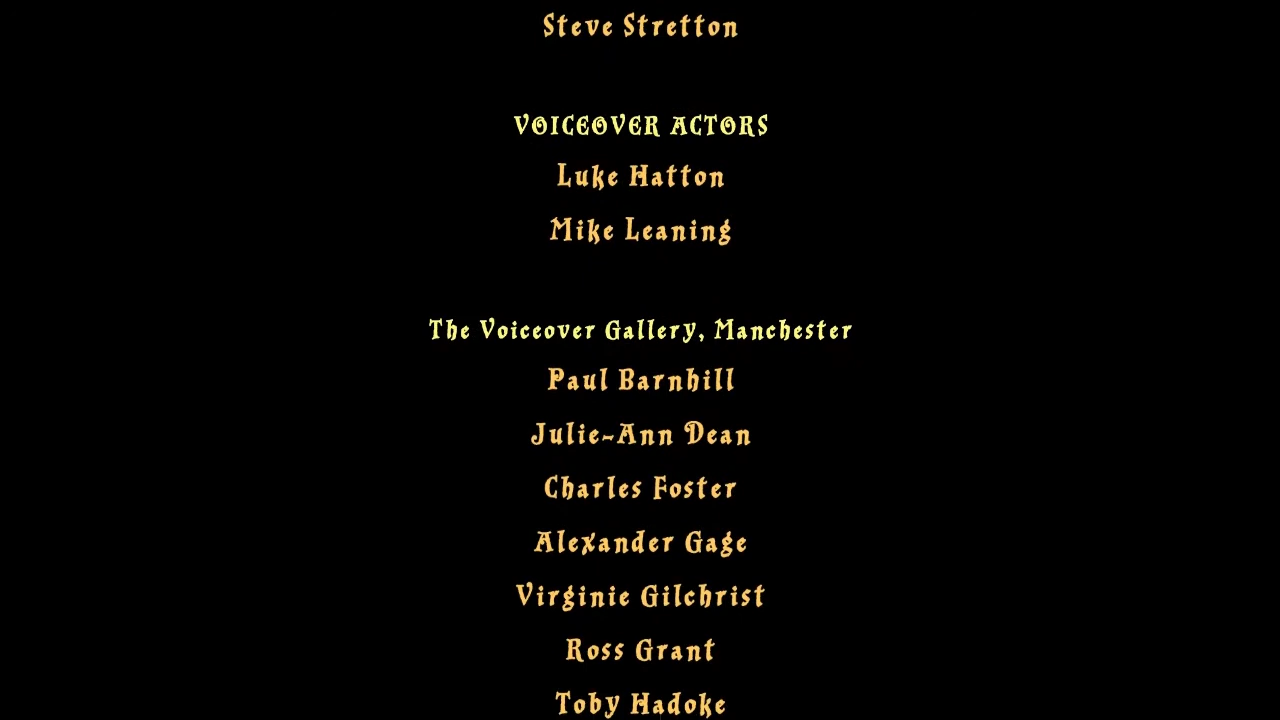 Steve Stretton
VOICEOVER ACTORS
Luke Hatton
Mike Leaning
The Voiceover Gallery, Manchester
Paul Barnhill
Julie-Ann Dean
Charles Foster
Alexander Gage
Virginie Gilchrist
Ross Grant
Toby Hadoke